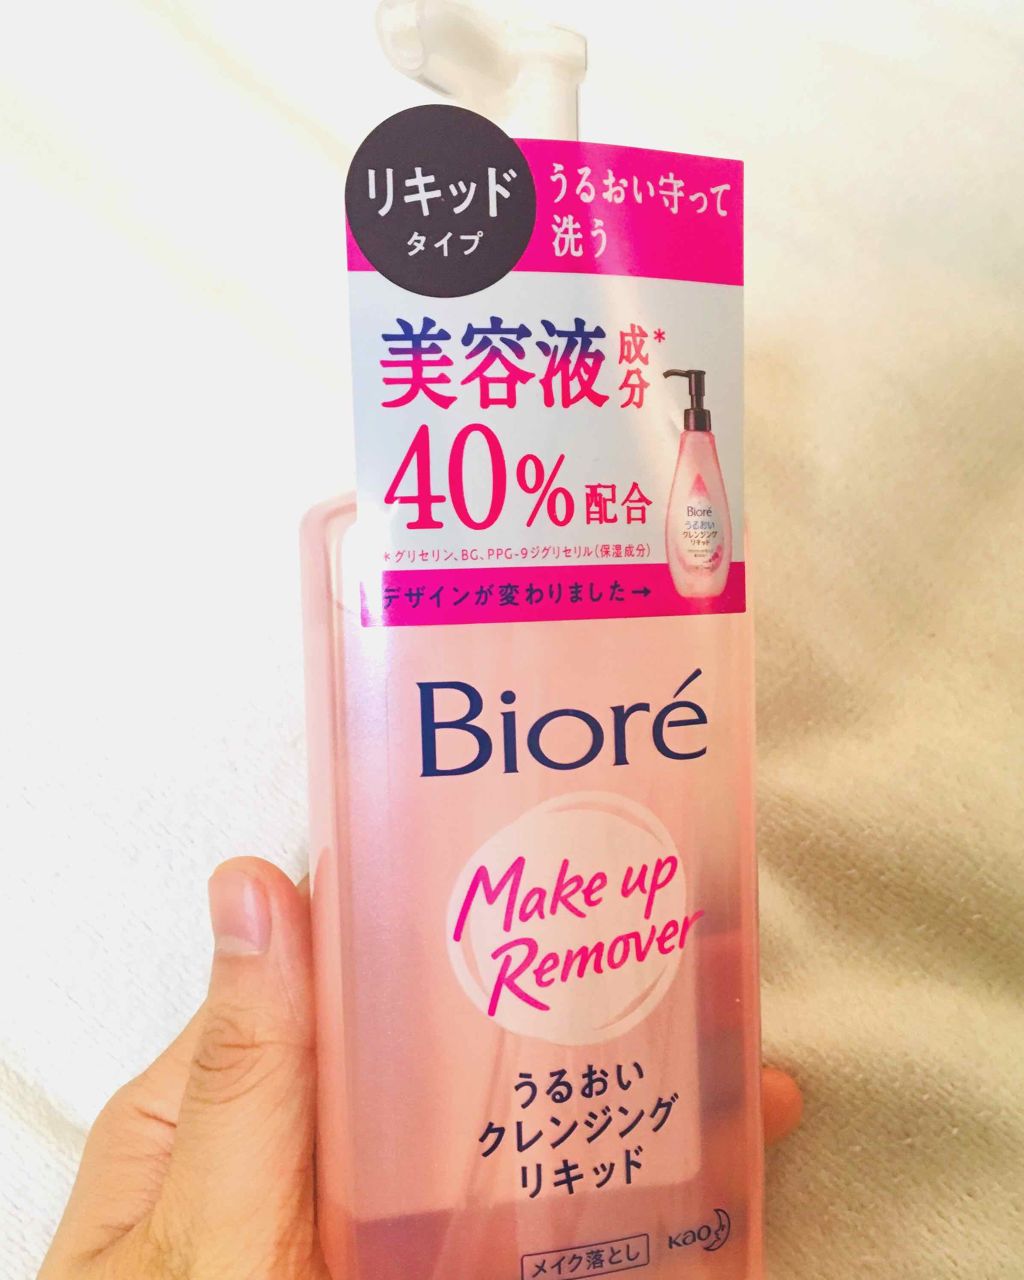 リキッド
タイプ
うるおい守って
洗う
美容液成分*
40%配合
*グリセリン、BG、PPG-9ジグリセリル(保湿成分)
デザインが変わりました→
Bioré
うるおい
クレンジング
リキッド
Bioré
Make up
Remover
うるおい
クレンジング
リキッド
メイク落とし
Kao